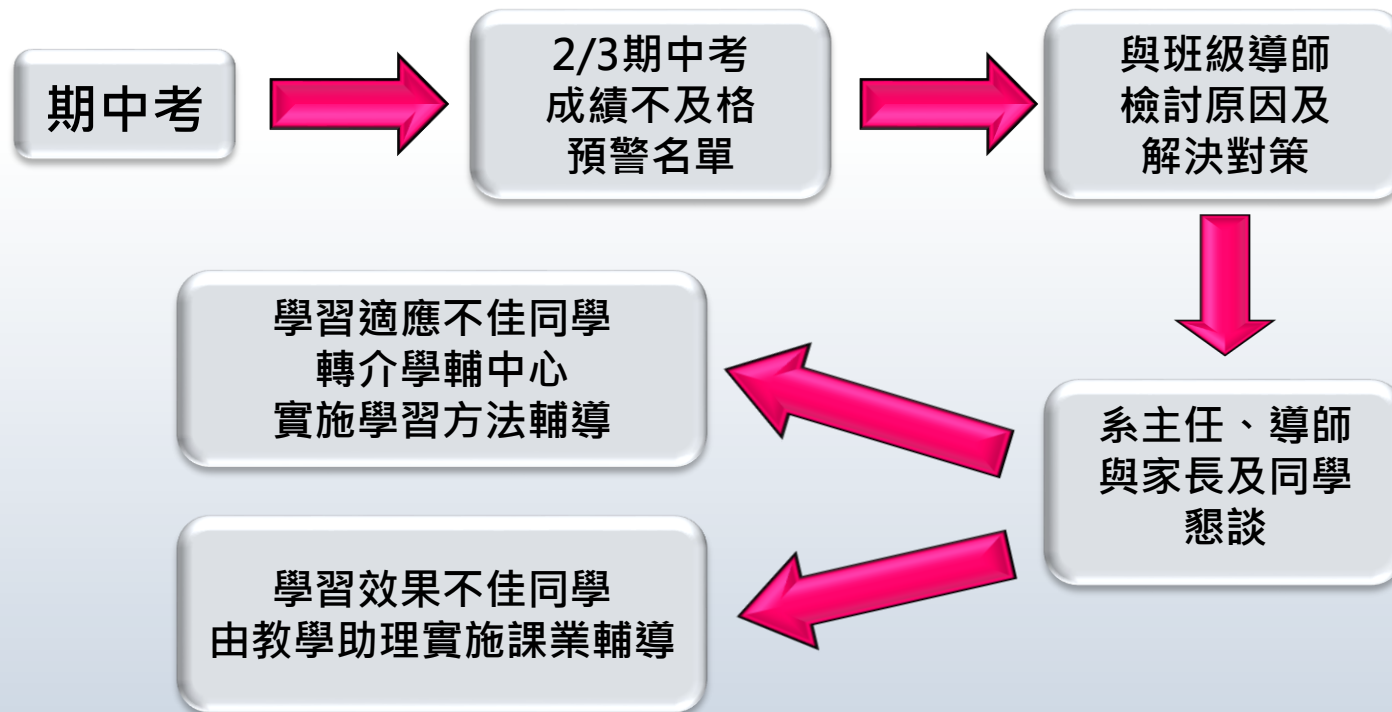 期中考
2/3期中考
成績不及格
預警名單
與班級導師
檢討原因及
解決對策
系主任、導師
與家長及同學
懇談
學習適應不佳同學
轉介學輔中心
實施學習方法輔導
學習效果不佳同學
由教學助理實施課業輔導